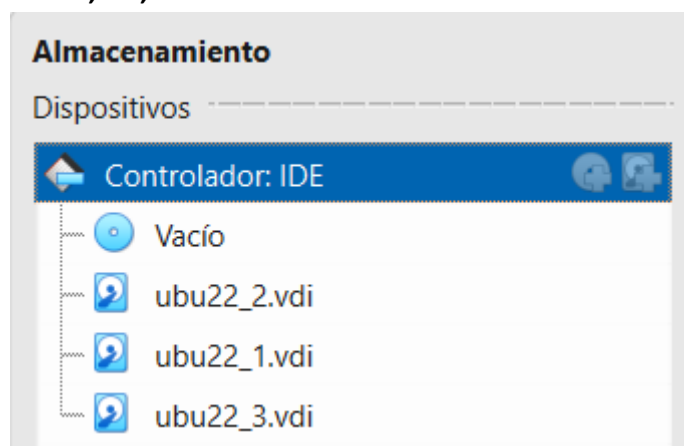 Almacenamiento
Dispositivos
Controlador: IDE
Vacío
ubu22_2.vdi
ubu22_1.vdi
ubu22_3.vdi